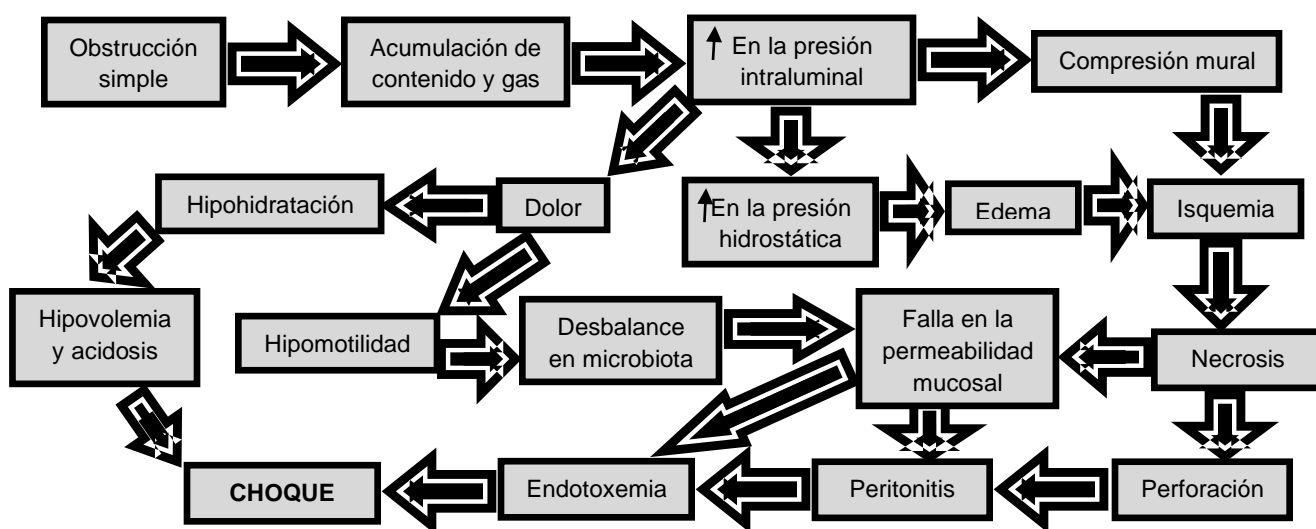 Obstrucción
simple
Acumulación de
contenido y gas
En la presión
intraluminal
Compresión mural
Hipohidratación
Dolor
En la presión
hidrostática
Edema
Isquemia
Hipovolemia
y acidosis
Hipomotilidad
Desbalance
en microbiota
Falla en la
permeabilidad
mucosal
Necrosis
CHOQUE
Endotoxemia
Peritonitis
Perforación